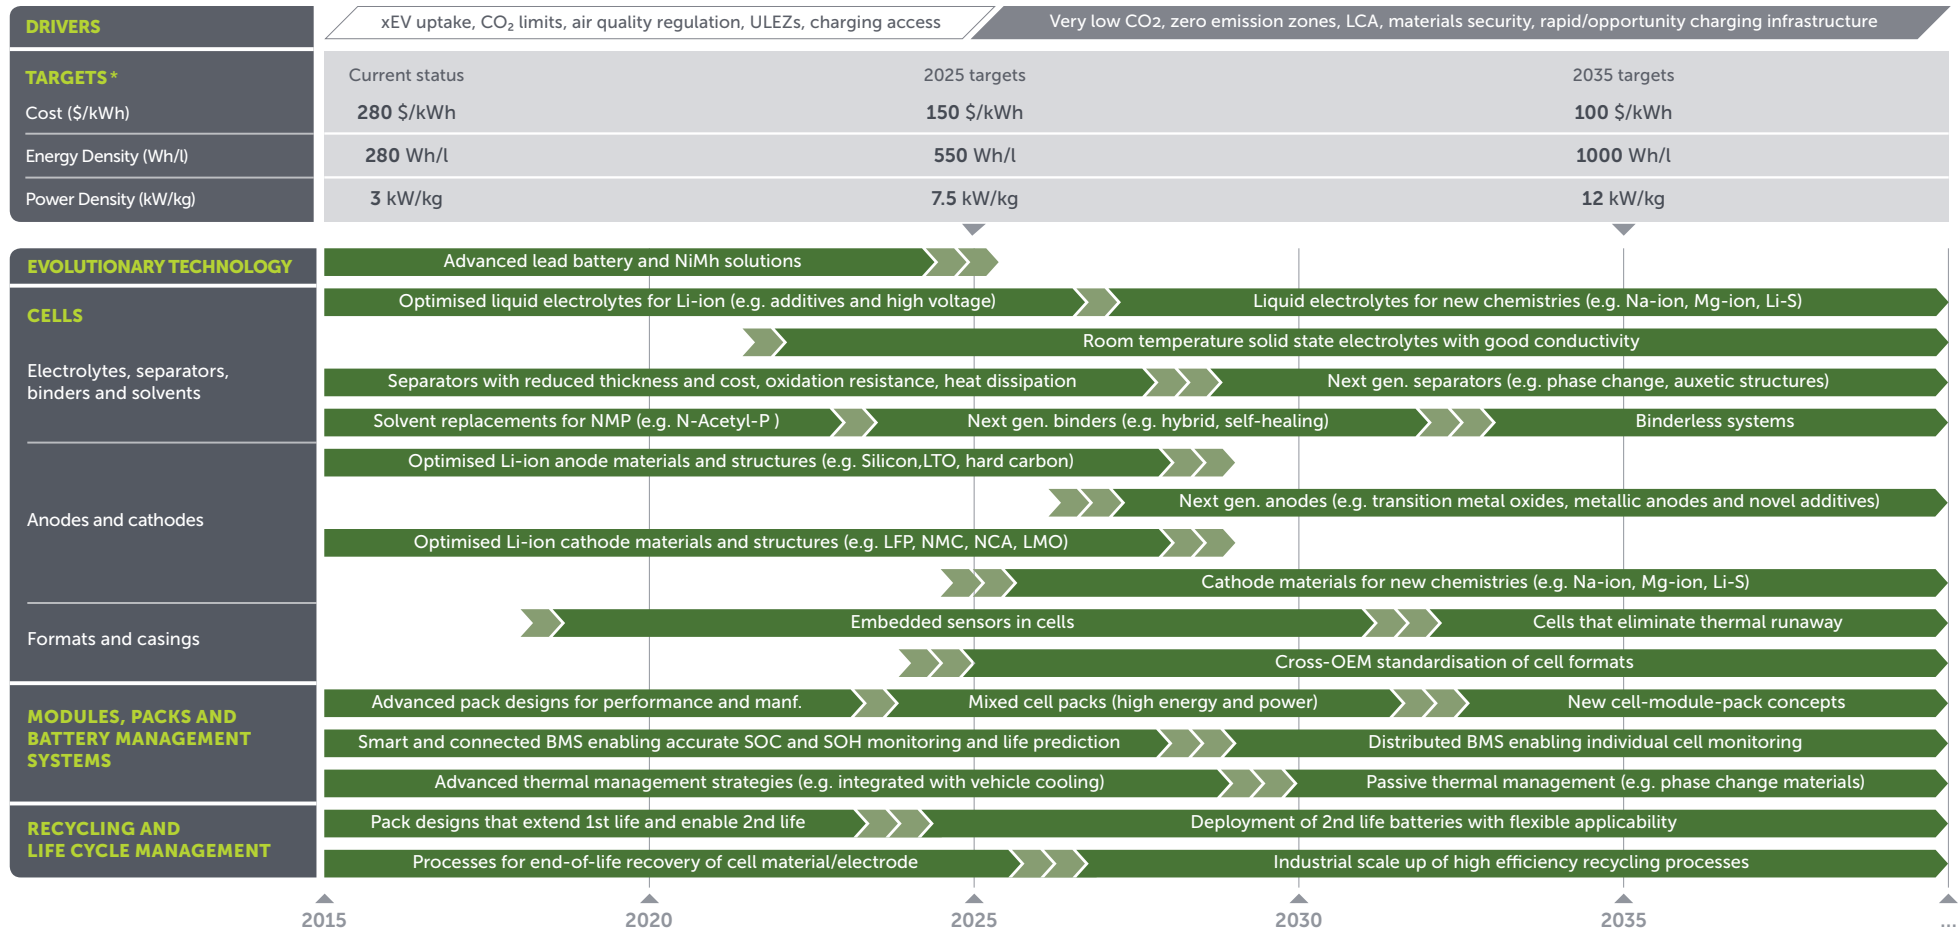 DRIVERS
xEV uptake, CO₂ limits, air quality regulation, ULEZs, charging access
Very low CO2, zero emission zones, LCA, materials security, rapid/opportunity charging infrastructure
TARGETS*
Current status
2025 targets
2035 targets
Cost ($/kWh)
280 $/kWh
150 $/kWh
100 $/kWh
Energy Density (Wh/l)
280 Wh/l
550 Wh/l
1000 Wh/l
Power Density (kW/kg)
3 kW/kg
7.5 kW/kg
12 kW/kg
EVOLUTIONARY TECHNOLOGY
Advanced lead battery and NiMh solutions
CELLS
Optimised liquid electrolytes for Li-ion (e.g. additives and high voltage)
Liquid electrolytes for new chemistries (e.g. Na-ion, Mg-ion, Li-S)
Room temperature solid state electrolytes with good conductivity
Electrolytes, separators,
binders and solvents
Separators with reduced thickness and cost, oxidation resistance, heat dissipation
Next gen. separators (e.g. phase change, auxetic structures)
Solvent replacements for NMP (e.g. N-Acetyl-P )
Next gen. binders (e.g. hybrid, self-healing)
Binderless systems
Optimised Li-ion anode materials and structures (e.g. Silicon,LTO, hard carbon)
Next gen. anodes (e.g. transition metal oxides, metallic anodes and novel additives)
Anodes and cathodes
Optimised Li-ion cathode materials and structures (e.g. LFP, NMC, NCA, LMO)
Cathode materials for new chemistries (e.g. Na-ion, Mg-ion, Li-S)
Formats and casings
Embedded sensors in cells
Cells that eliminate thermal runaway
Cross-OEM standardisation of cell formats
MODULES, PACKS AND
BATTERY MANAGEMENT
SYSTEMS
Advanced pack designs for performance and manf.
Mixed cell packs (high energy and power)
New cell-module-pack concepts
Smart and connected BMS enabling accurate SOC and SOH monitoring and life prediction
Distributed BMS enabling individual cell monitoring
Advanced thermal management strategies (e.g. integrated with vehicle cooling)
Passive thermal management (e.g. phase change materials)
RECYCLING AND
LIFE CYCLE MANAGEMENT
Pack designs that extend 1st life and enable 2nd life
Deployment of 2nd life batteries with flexible applicability
Processes for end-of-life recovery of cell material/electrode
Industrial scale up of high efficiency recycling processes
2015
2020
2025
2030
2035
...